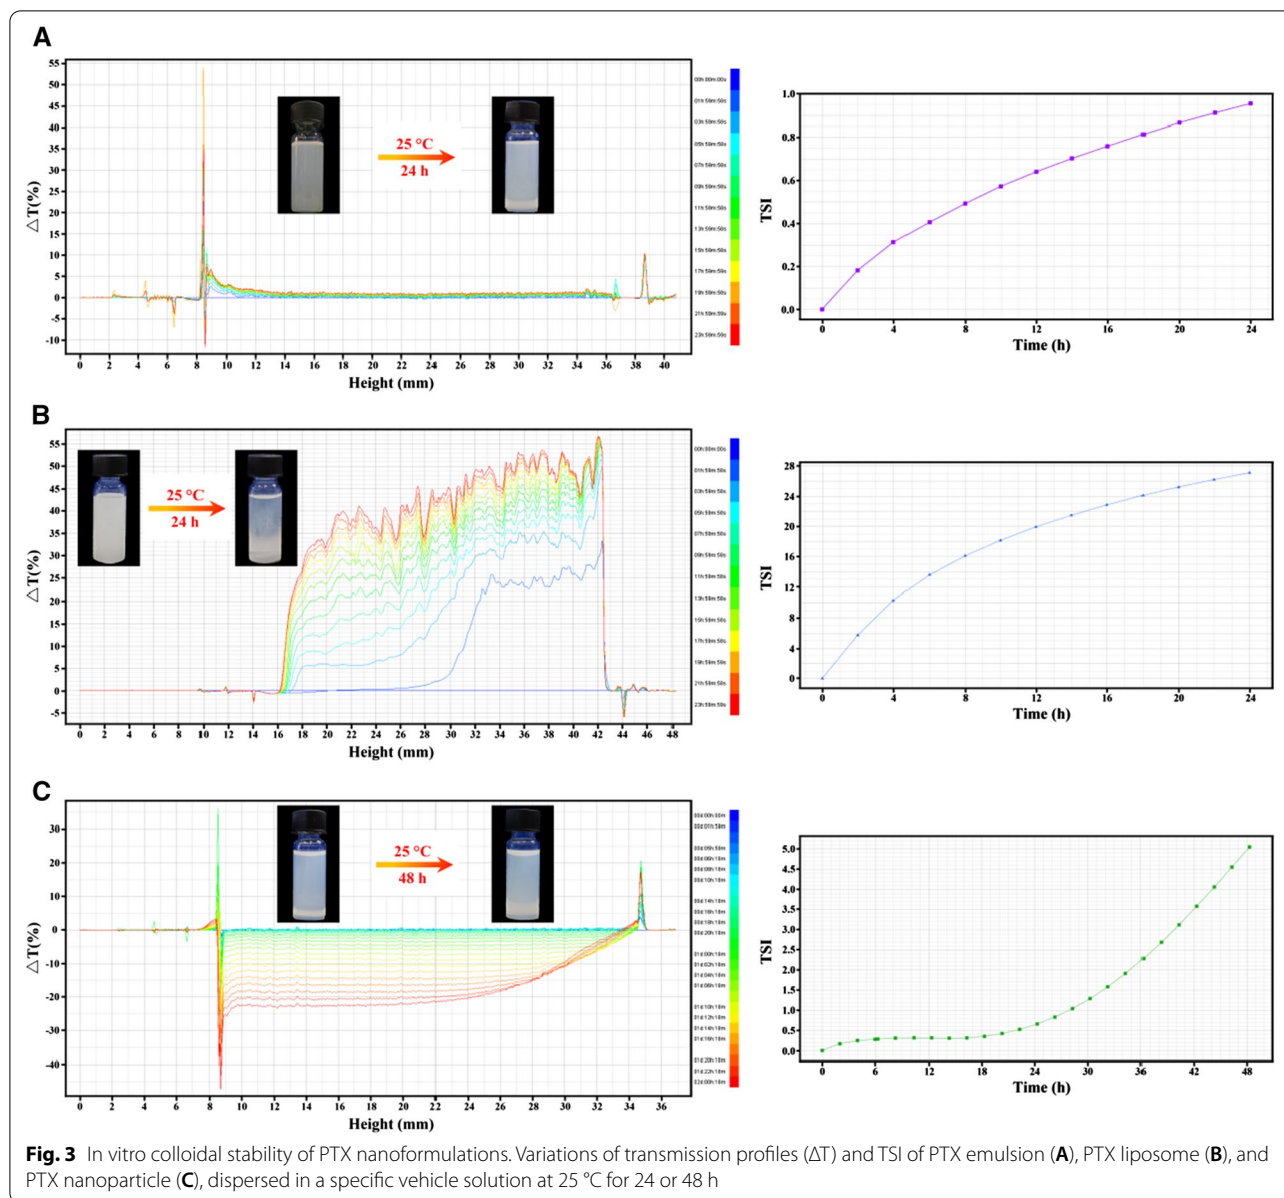 A
△T(%)
55
50
45
40
35
30
25
20
15
10
5
0
-5
-10
25 °C
24 h
0 2 4 6 8 10 12 14 16 18 20 22 24 26 28 30 32 34 36 38 40
Height (mm)
TSI
1.0
0.8
0.6
0.4
0.2
0.0
0 4 8 12 16 20 24
Time (h)
B
△T(%)
55
50
45
40
35
30
25
20
15
10
5
0
-5
25 °C
24 h
0 2 4 6 8 10 12 14 16 18 20 22 24 26 28 30 32 34 36 38 40 42 44 46 48
Height (mm)
TSI
28
24
20
16
12
8
4
0
0 4 8 12 16 20 24
Time (h)
C
△T(%)
30
20
10
0
-10
-20
-30
-40
25 °C
48 h
0 2 4 6 8 10 12 14 16 18 20 22 24 26 28 30 32 34 36
Height (mm)
TSI
5.0
4.5
4.0
3.5
3.0
2.5
2.0
1.5
1.0
0.5
0.0
0 6 12 18 24 30 36 42 48
Time (h)
Fig. 3 In vitro colloidal stability of PTX nanoformulations. Variations of transmission profiles (ΔT) and TSI of PTX emulsion (A), PTX liposome (B), and
PTX nanoparticle (C), dispersed in a specific vehicle solution at 25 °C for 24 or 48 h